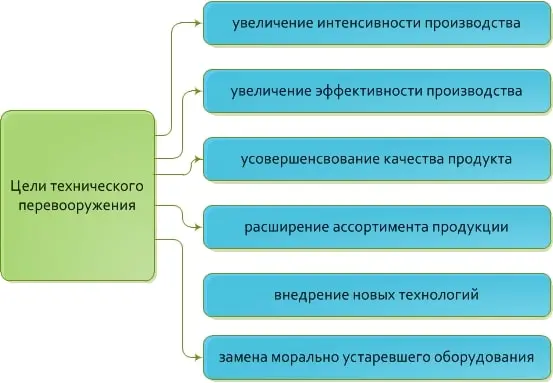 увеличение интенсивности производства
увеличение эффективности производства
усовершенсвование качества продукта
Цели технического
перевооружения
расширение ассортимента продукции
внедрение новых технологий
замена морально устаревшего оборудования